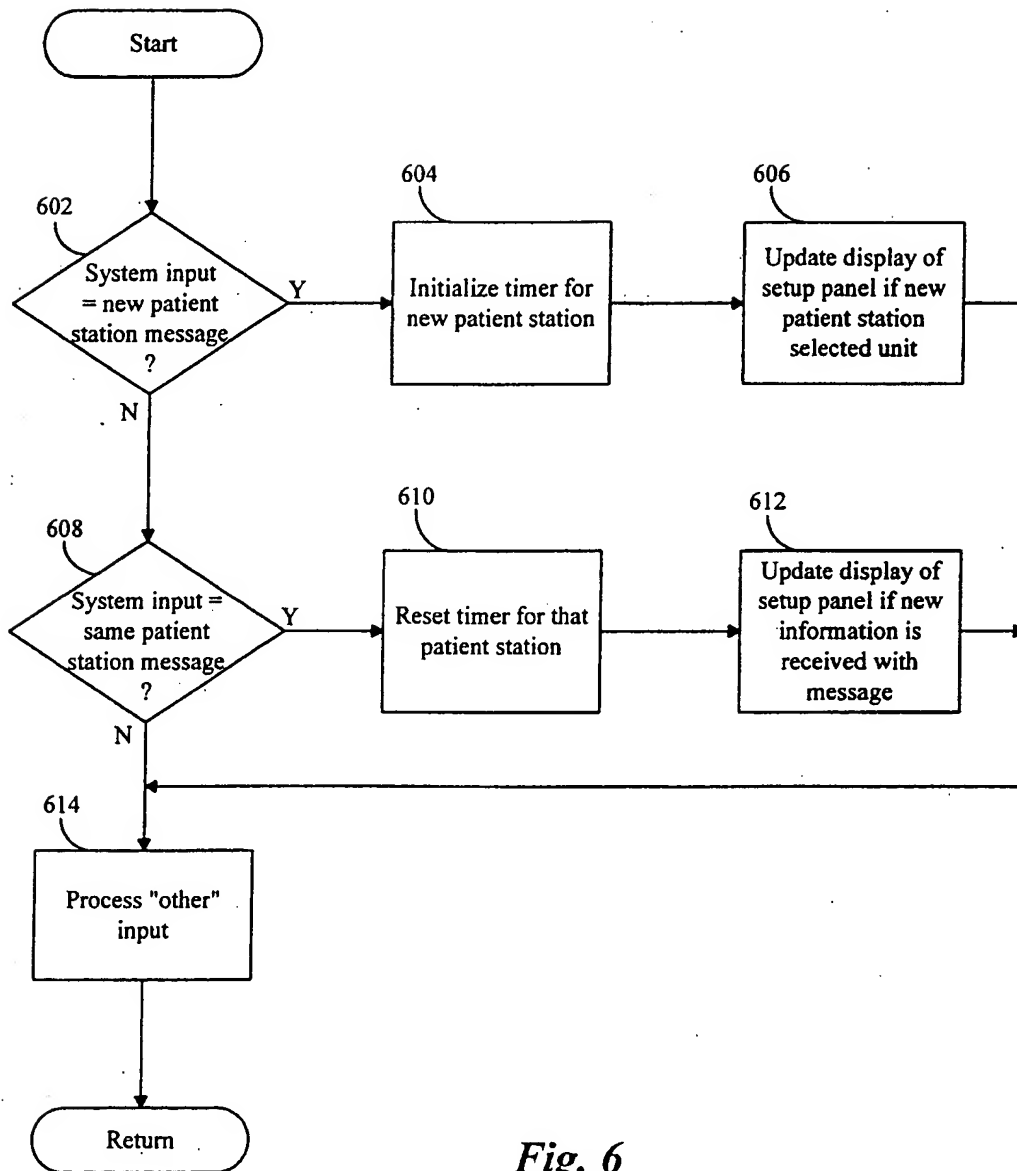 Start
602
System input
= new patient
station message
?
Y
N
604
Initialize timer for
new patient station
606
Update display of
setup panel if new
patient station
selected unit
608
System input =
same patient
station message
?
Y
N
610
Reset timer for that
patient station
612
Update display of
setup panel if new
information is
received with
message
614
Process "other"
input
Return
Fig. 6